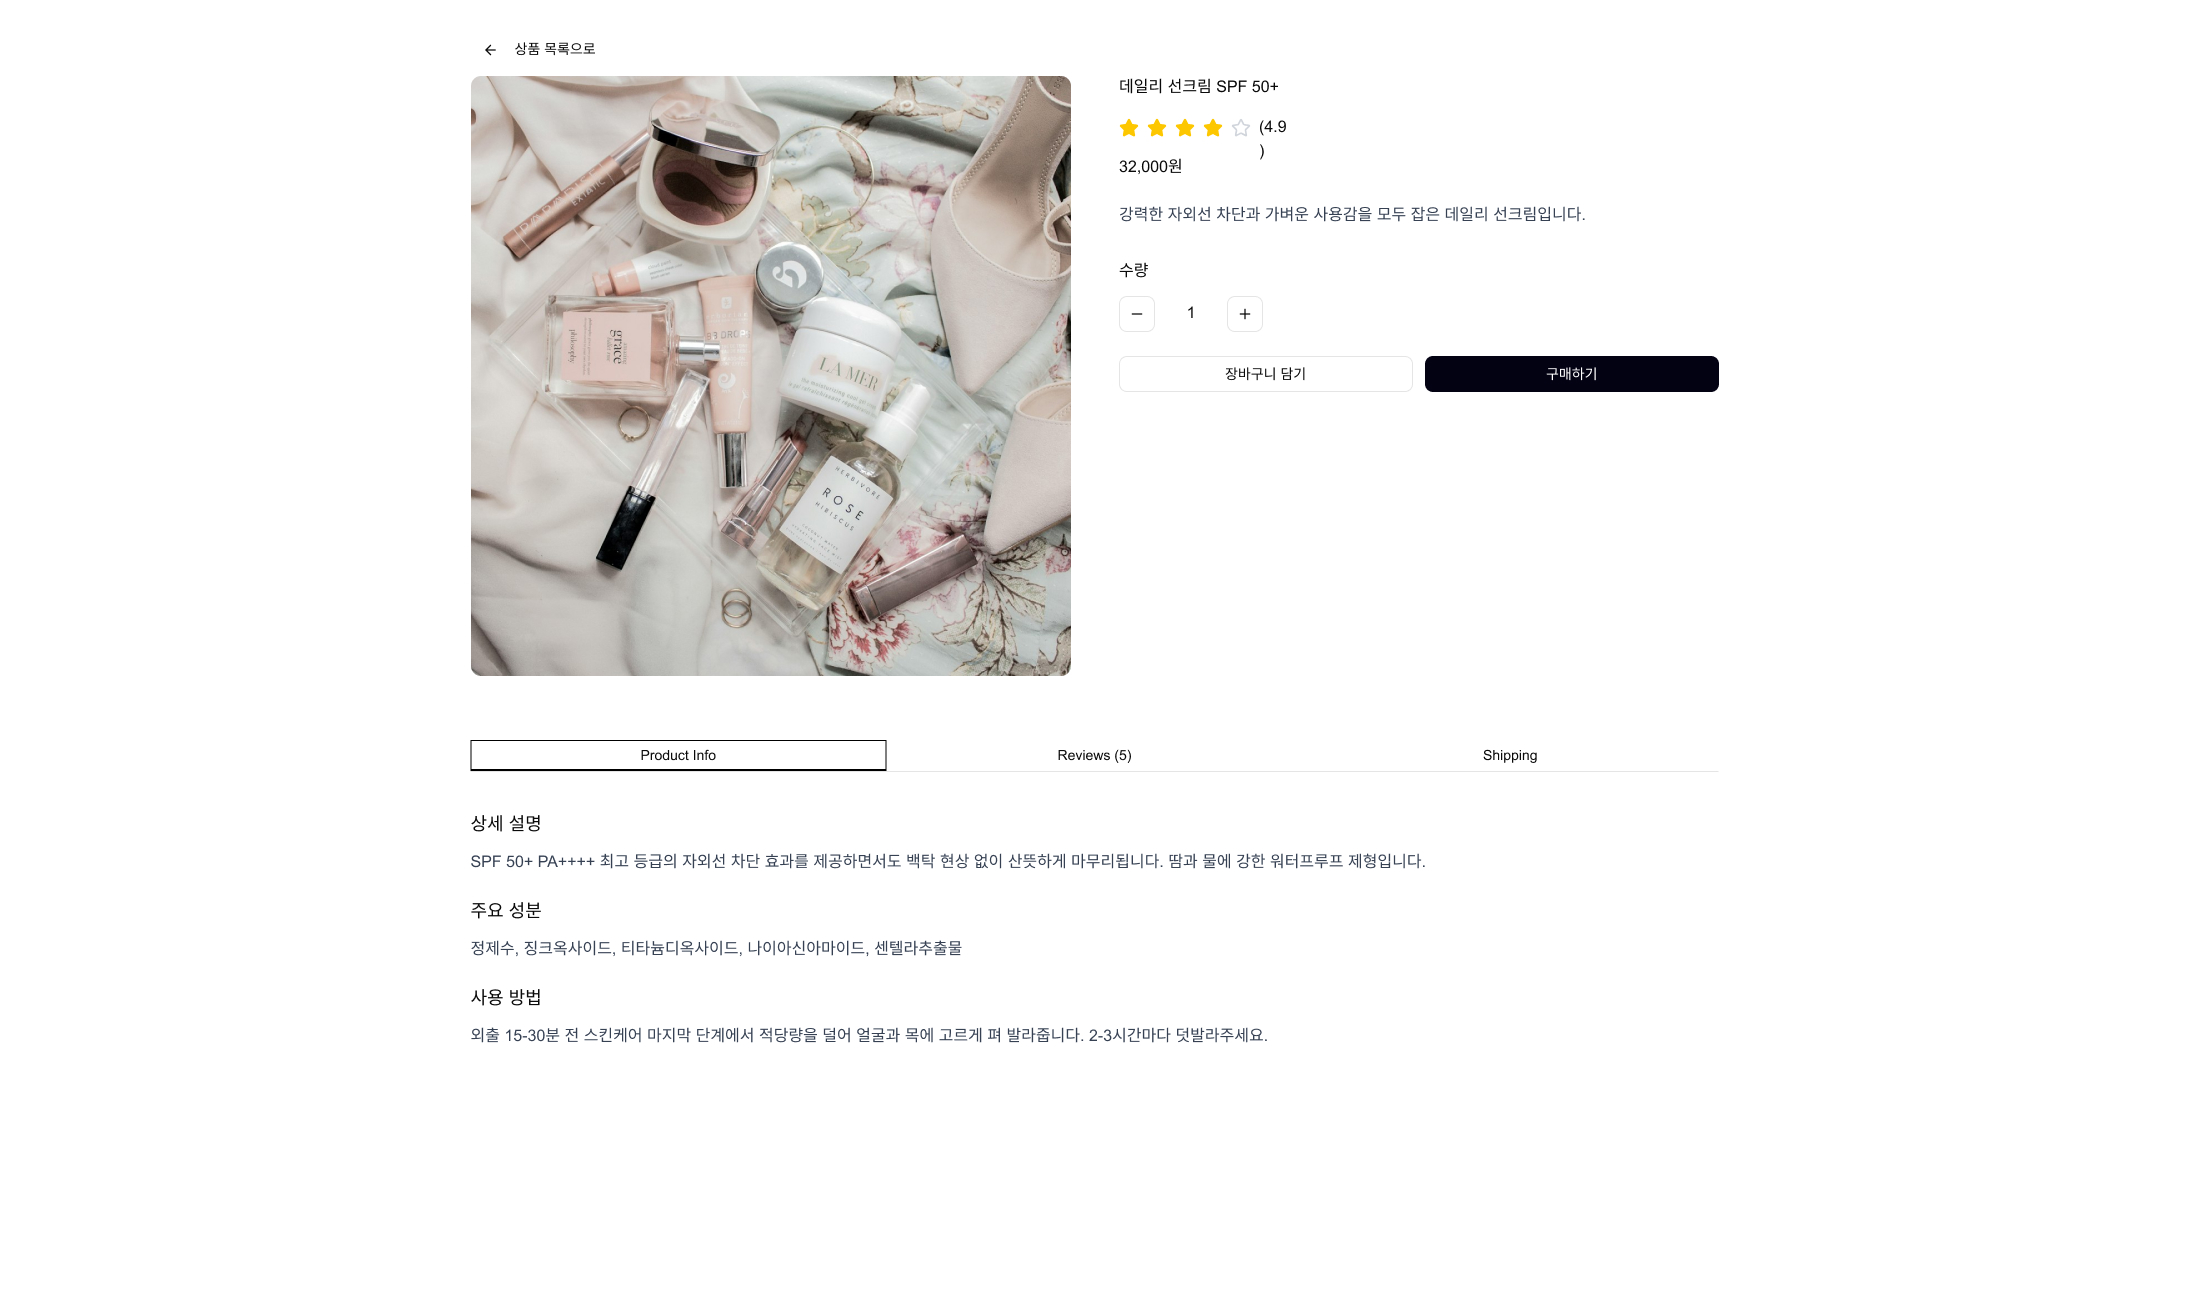 상품 목록으로
grace
philosophy
LA MER
HERBIVORE
ROSE
HIBISCUS
데일리 선크림 SPF 50+
(4.9
)
32,000원
강력한 자외선 차단과 가벼운 사용감을 모두 잡은 데일리 선크림입니다.
수량
1
장바구니 담기
구매하기
Product Info
Reviews (5)
Shipping
상세 설명
SPF 50+ PA++++ 최고 등급의 자외선 차단 효과를 제공하면서도 백탁 현상 없이 산뜻하게 마무리됩니다. 땀과 물에 강한 워터프루프 제형입니다.
주요 성분
정제수, 징크옥사이드, 티타늄디옥사이드, 나이아신아마이드, 센텔라추출물
사용 방법
외출 15-30분 전 스킨케어 마지막 단계에서 적당량을 덜어 얼굴과 목에 고르게 펴 발라줍니다. 2-3시간마다 덧발라주세요.